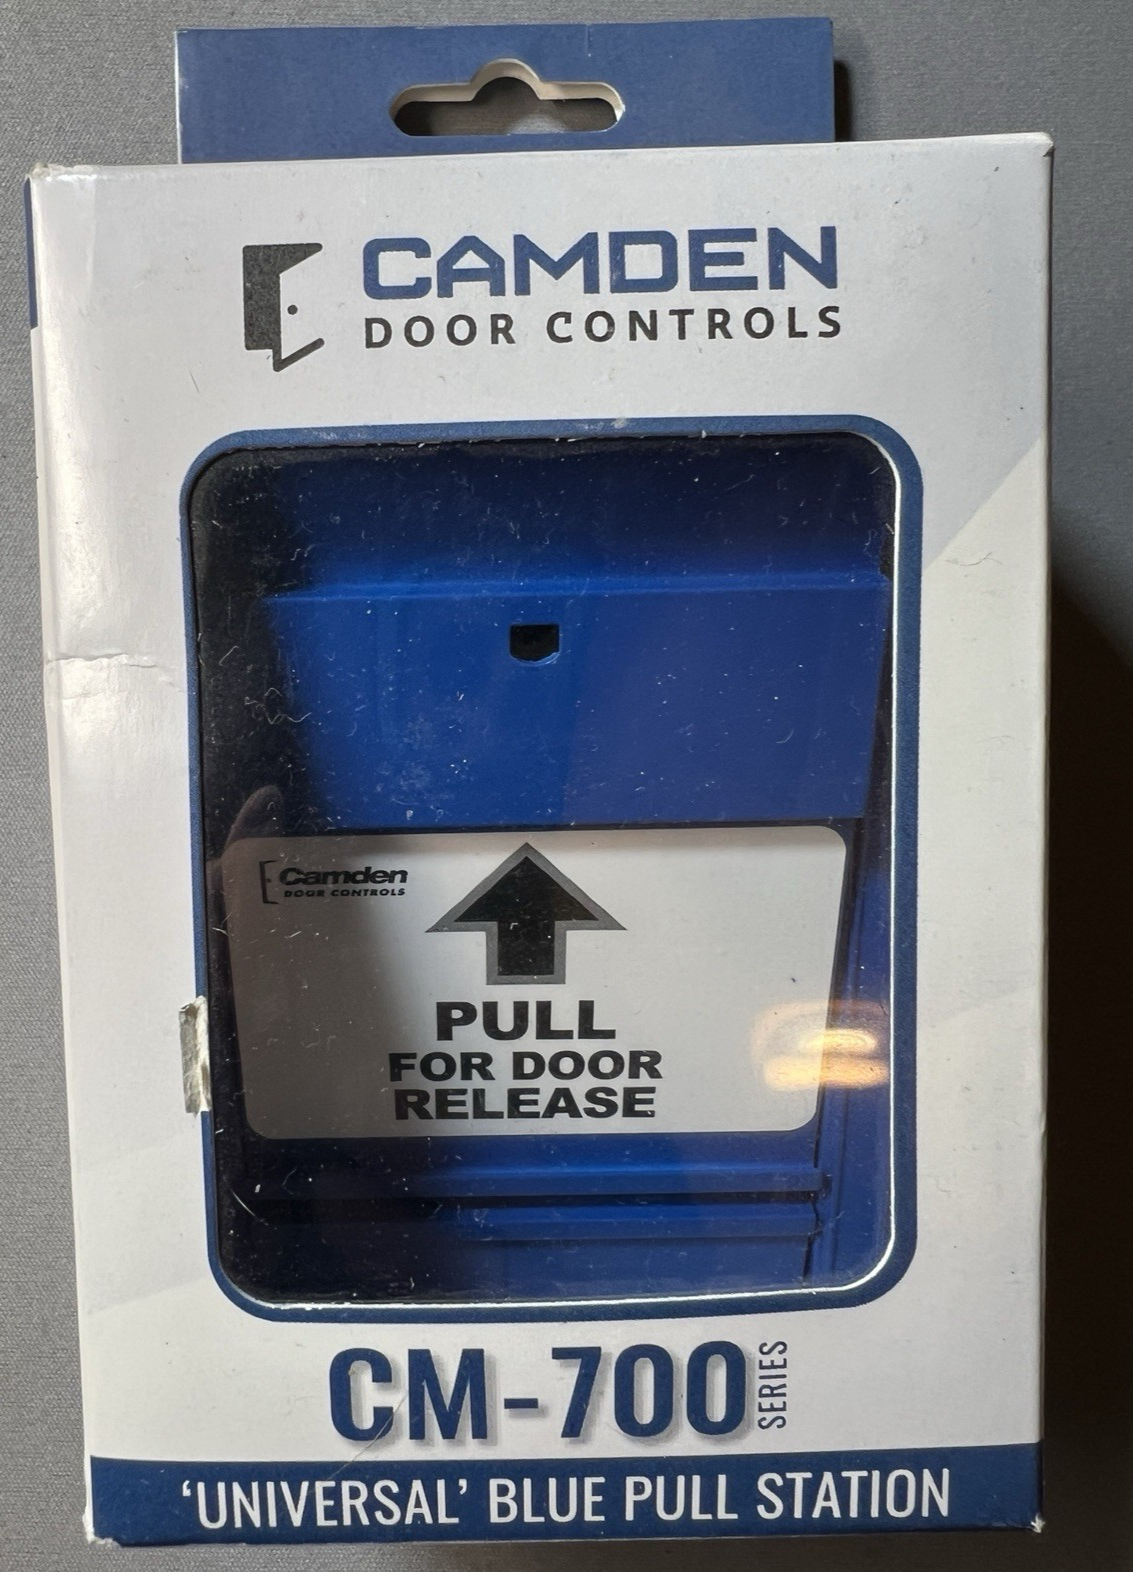 CAMDEN
DOOR CONTROLS
Camden
DOOR CONTROLS
PULL
FOR DOOR
RELEASE
CM-700 SERIES
‘UNIVERSAL’ BLUE PULL STATION